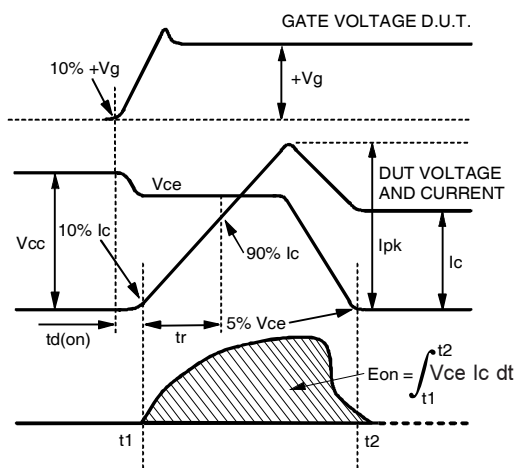 GATE VOLTAGE D.U.T.
10% +Vg
+Vg
Vce
DUT VOLTAGE
AND CURRENT
Vcc
10% Ic
90% Ic
Ipk
Ic
td(on)
tr
5% Vce
Eon = ∫ Vce Ic dt
t2
t1
t1
t2